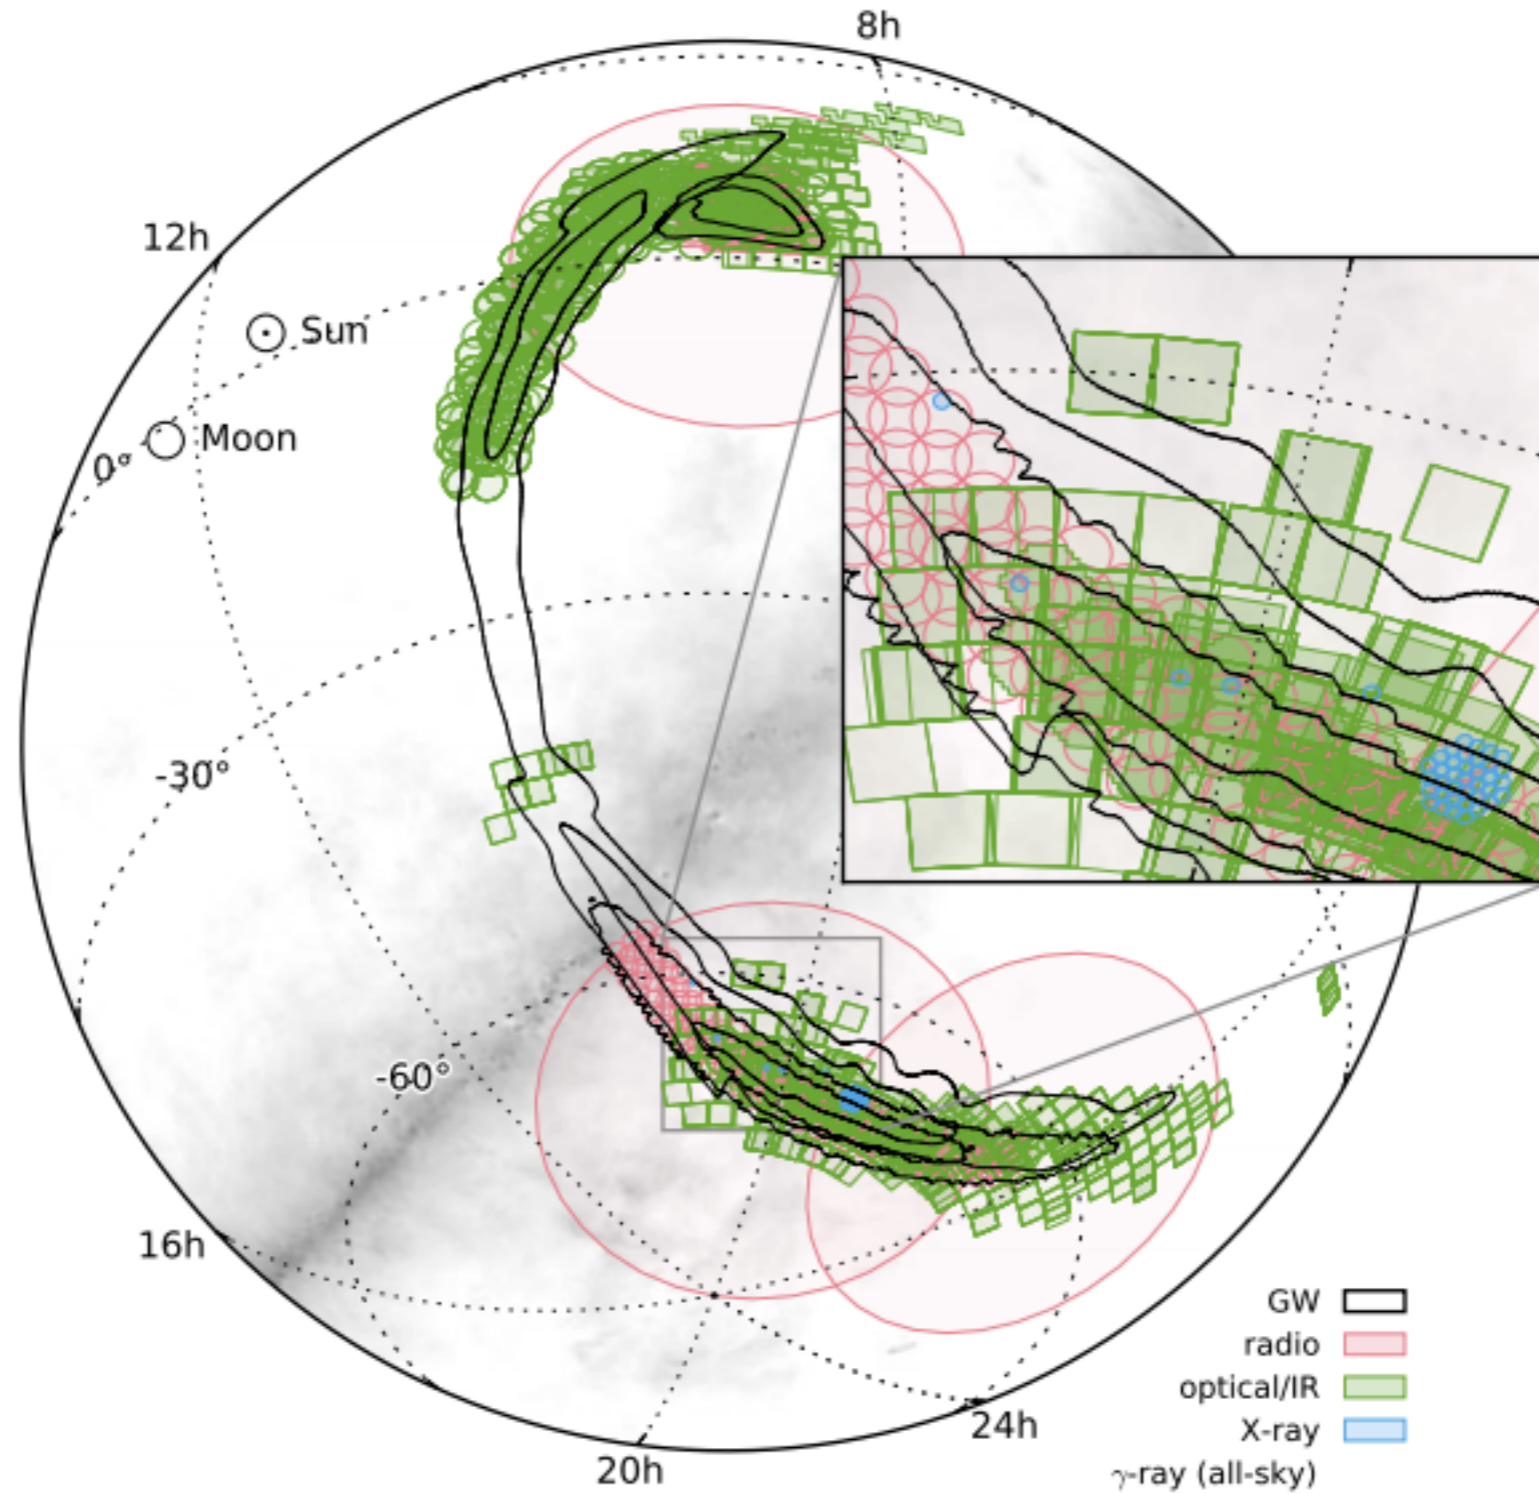 8h
12h
Sun
Moon
0°
-30°
-60°
16h
20h
24h
GW
radio
optical/IR
X-ray
γ-ray (all-sky)